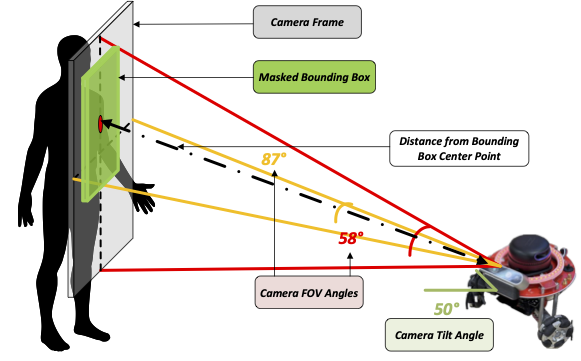 Camera Frame
Masked Bounding Box
Distance from Bounding
Box Center Point
87°
58°
Camera FOV Angles
50°
Camera Tilt Angle